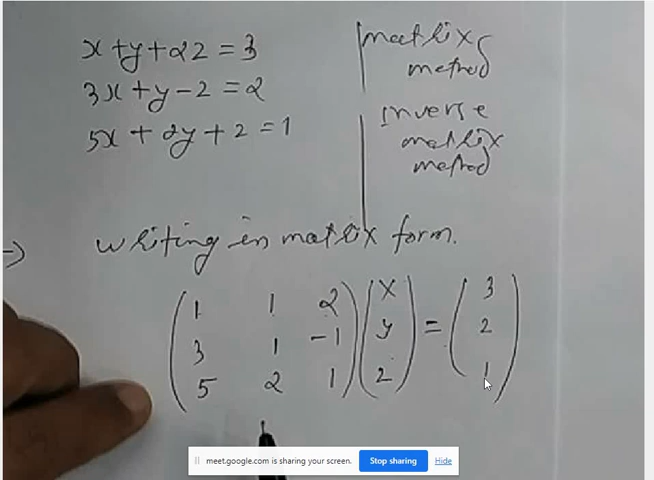 x+y+2z=3
3x+y-z=2
5x+2y+z=1
matrix
method
inverse
matrix
method
→ writing in matrix form.
(1 1 2) (x) = (3)
(3 1 -1) (y) (2)
(5 2 1) (z) (1)
meet.google.com is sharing your screen. Stop sharing Hide